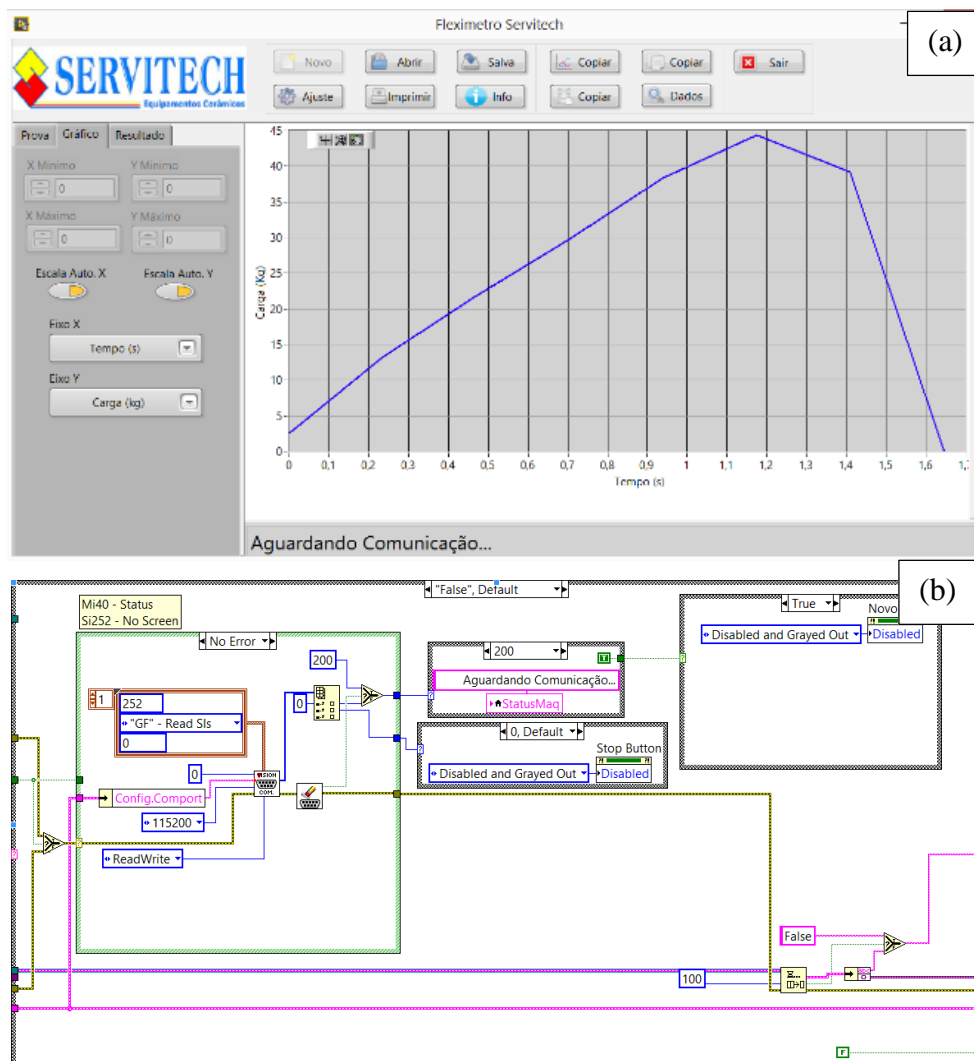 Fleximetro Servitech
(a)
SERVITECH
Equipamentos Cerâmicos
Novo
Abrir
Salva
Copiar
Copiar
Sair
Ajuste
Imprimir
Info
Copiar
Dados
Prova
Gráfico
Resultado
X Minimo
Y Minimo
0
0
X Máximo
Y Máximo
0
0
Escala Auto. X
Escala Auto. Y
Eixo X
Tempo (s)
Eixo Y
Carga (kg)
Carga (Kg)
45
40
35
30
25
20
15
10
5
0
0 0,1 0,2 0,3 0,4 0,5 0,6 0,7 0,8 0,9 1 1,1 1,2 1,3 1,4 1,5 1,6
Tempo (s)
Aguardando Comunicação...
(b)
"False", Default
Mi40 - Status
Si252 - No Screen
No Error
200
1
252
"GF" - Read SIs
0
0
0
VISION
COM.
Config.Comport
115200
ReadWrite
200
Aguardando Comunicação...
StatusMaq
T
0, Default
Stop Button
Disabled and Grayed Out
Disabled
True
Novo
Disabled and Grayed Out
Disabled
False
100
F